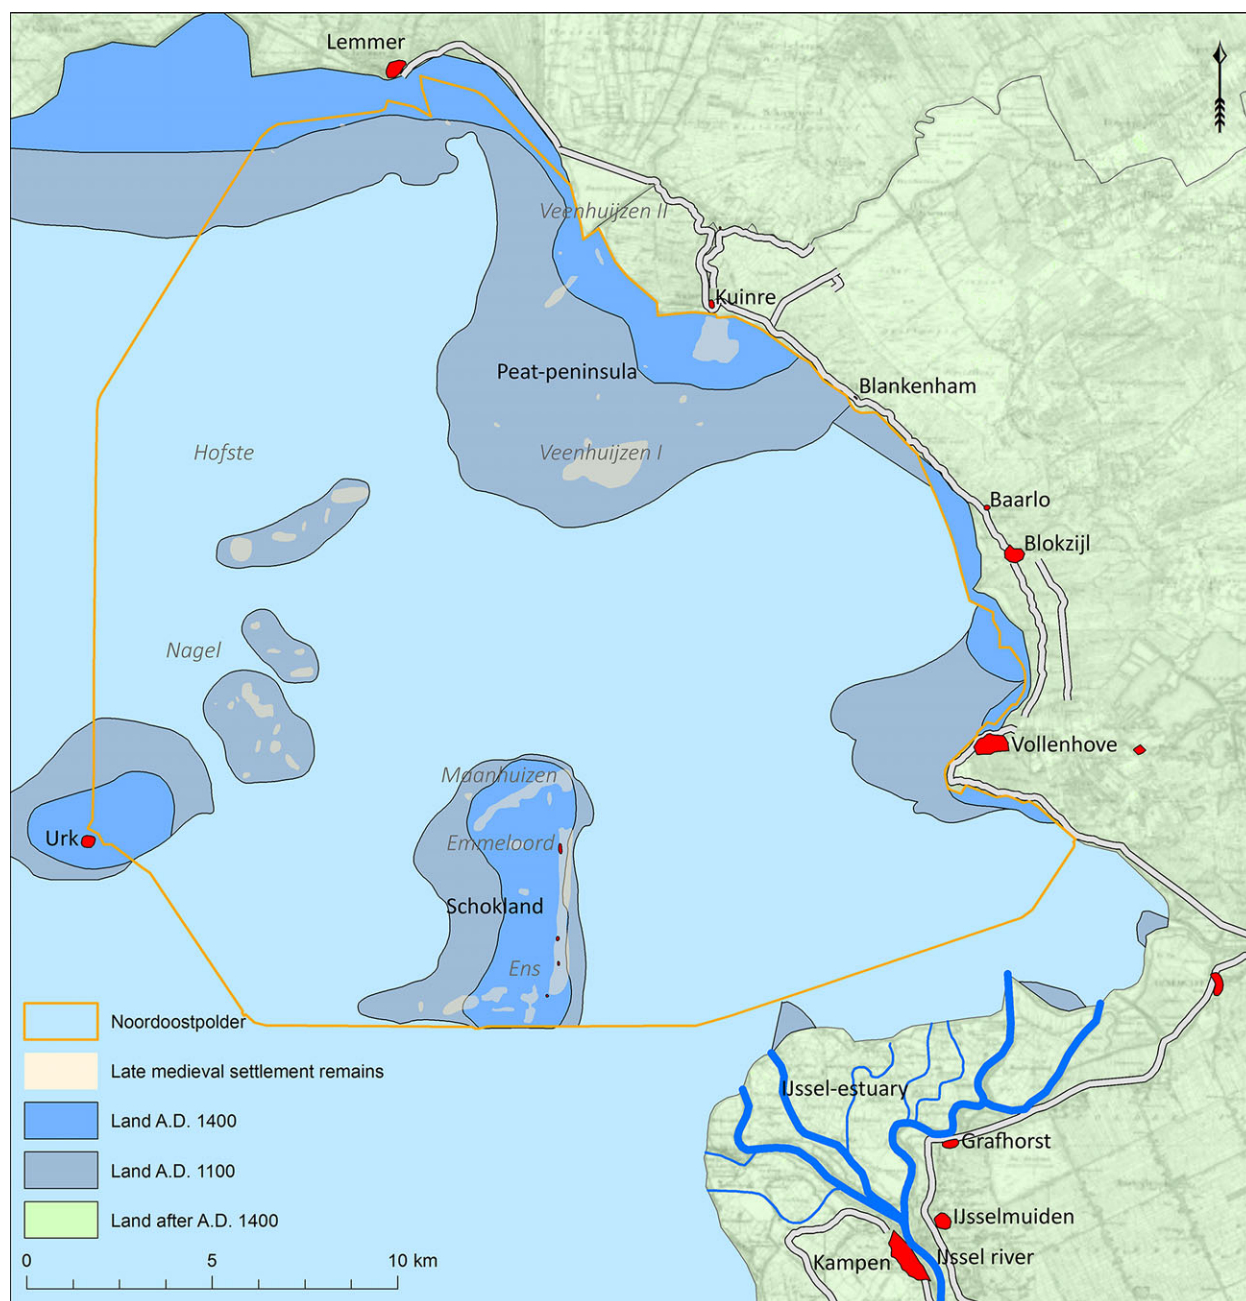 Lemmer
Veenhuijzen II
Kuinre
Peat-peninsula
Blankenham
Hofste
Veenhuijzen I
Baarlo
Blokzijl
Nagel
Vollenhove
Maanhuizen
Urk
Emmeloord
Schokland
Ens
Noordoostpolder
Late medieval settlement remains
Land A.D. 1400
Land A.D. 1100
Land after A.D. 1400
IJssel-estuary
Grafhorst
IJsselmuiden
Kampen
IJssel river
0 5 10 km